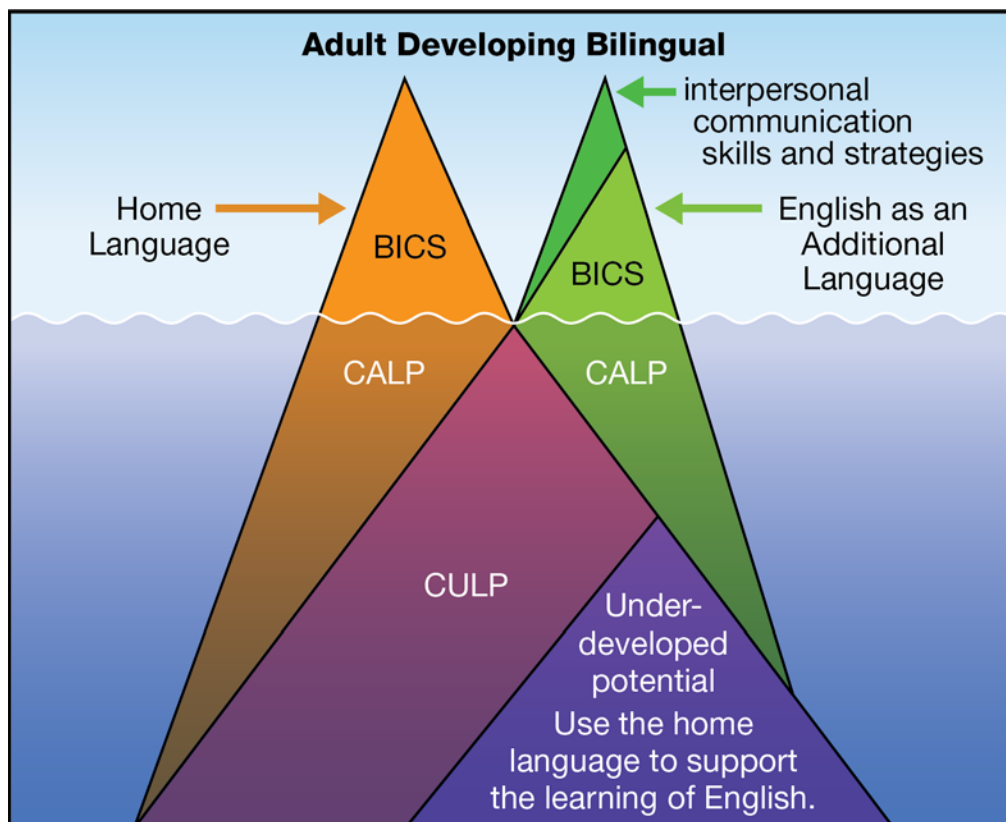 Adult Developing Bilingual
interpersonal
communication
skills and strategies
Home
Language
English as an
Additional
Language
BICS
BICS
CALP
CALP
CULP
Under-
developed
potential
Use the home
language to support
the learning of English.